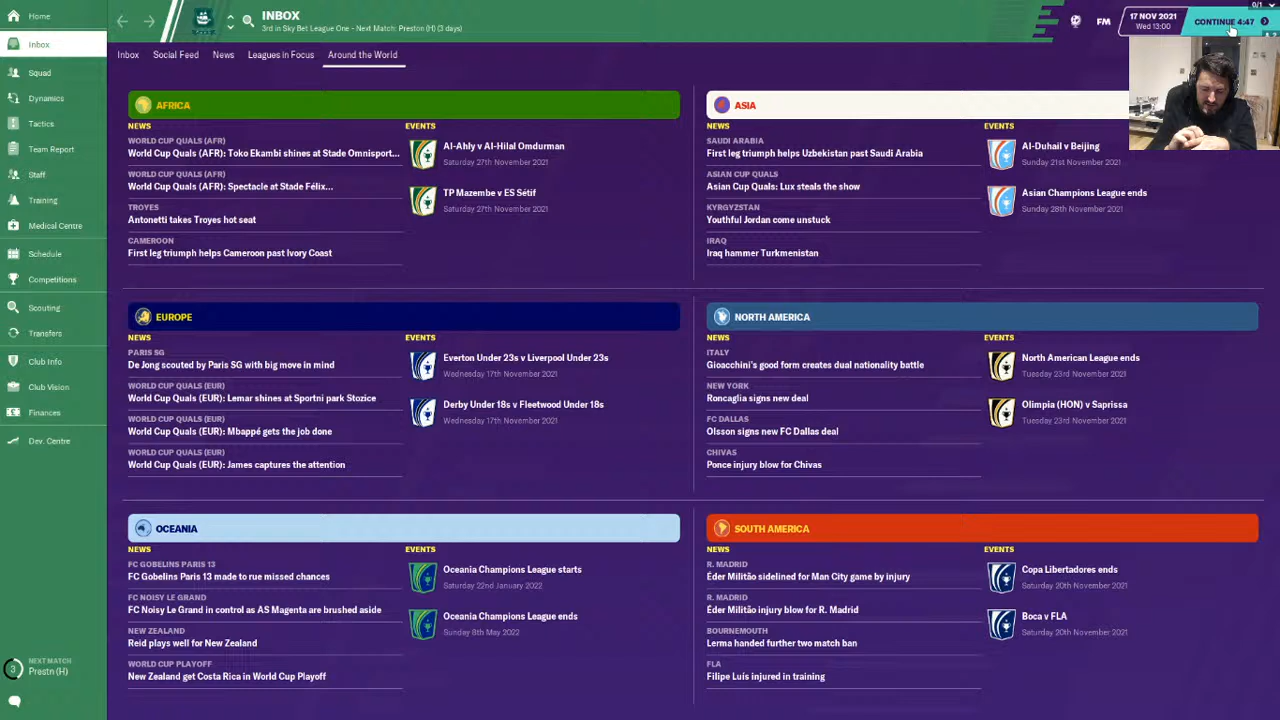 Home
Inbox
Squad
Dynamics
Tactics
Team Report
Staff
Training
Medical Centre
Schedule
Competitions
Scouting
Transfers
Club Info
Club Vision
Finances
Dev. Centre
3
NEXT MATCH
Prestn (H)
INBOX
3rd in Sky Bet League One - Next Match: Preston (H) (3 days)
FM
17 NOV 2021
Wed 13:00
CONTINUE 4:47
0/1
Inbox
Social Feed
News
Leagues in Focus
Around the World
AFRICA
NEWS
WORLD CUP QUALS (AFR)
World Cup Quals (AFR): Toko Ekambi shines at Stade Omnisport...
WORLD CUP QUALS (AFR)
World Cup Quals (AFR): Spectacle at Stade Félix...
TROYES
Antonetti takes Troyes hot seat
CAMEROON
First leg triumph helps Cameroon past Ivory Coast
EVENTS
Al-Ahly v Al-Hilal Omdurman
Saturday 27th November 2021
TP Mazembe v ES Sétif
Saturday 27th November 2021
ASIA
NEWS
SAUDI ARABIA
First leg triumph helps Uzbekistan past Saudi Arabia
ASIAN CUP QUALS
Asian Cup Quals: Lux steals the show
KYRGYZSTAN
Youthful Jordan come unstuck
IRAQ
Iraq hammer Turkmenistan
EVENTS
Al-Duhail v Beijing
Sunday 21st November 2021
Asian Champions League ends
Sunday 28th November 2021
EUROPE
NEWS
PARIS SG
De Jong scouted by Paris SG with big move in mind
WORLD CUP QUALS (EUR)
World Cup Quals (EUR): Lemar shines at Sportni park Stozice
WORLD CUP QUALS (EUR)
World Cup Quals (EUR): Mbappé gets the job done
WORLD CUP QUALS (EUR)
World Cup Quals (EUR): James captures the attention
EVENTS
Everton Under 23s v Liverpool Under 23s
Wednesday 17th November 2021
Derby Under 18s v Fleetwood Under 18s
Wednesday 17th November 2021
NORTH AMERICA
NEWS
ITALY
Gioacchini's good form creates dual nationality battle
NEW YORK
Roncaglia signs new deal
FC DALLAS
Olsson signs new FC Dallas deal
CHIVAS
Ponce injury blow for Chivas
EVENTS
North American League ends
Tuesday 23rd November 2021
Olimpia (HON) v Saprissa
Tuesday 23rd November 2021
OCEANIA
NEWS
FC GOBELINS PARIS 13
FC Gobelins Paris 13 made to rue missed chances
FC NOISY LE GRAND
FC Noisy Le Grand in control as AS Magenta are brushed aside
NEW ZEALAND
Reid plays well for New Zealand
WORLD CUP PLAYOFF
New Zealand get Costa Rica in World Cup Playoff
EVENTS
Oceania Champions League starts
Saturday 22nd January 2022
Oceania Champions League ends
Sunday 8th May 2022
SOUTH AMERICA
NEWS
R. MADRID
Éder Militão sidelined for Man City game by injury
R. MADRID
Éder Militão injury blow for R. Madrid
BOURNEMOUTH
Lerma handed further two match ban
FLA
Filipe Luís injured in training
EVENTS
Copa Libertadores ends
Saturday 20th November 2021
Boca v FLA
Saturday 20th November 2021